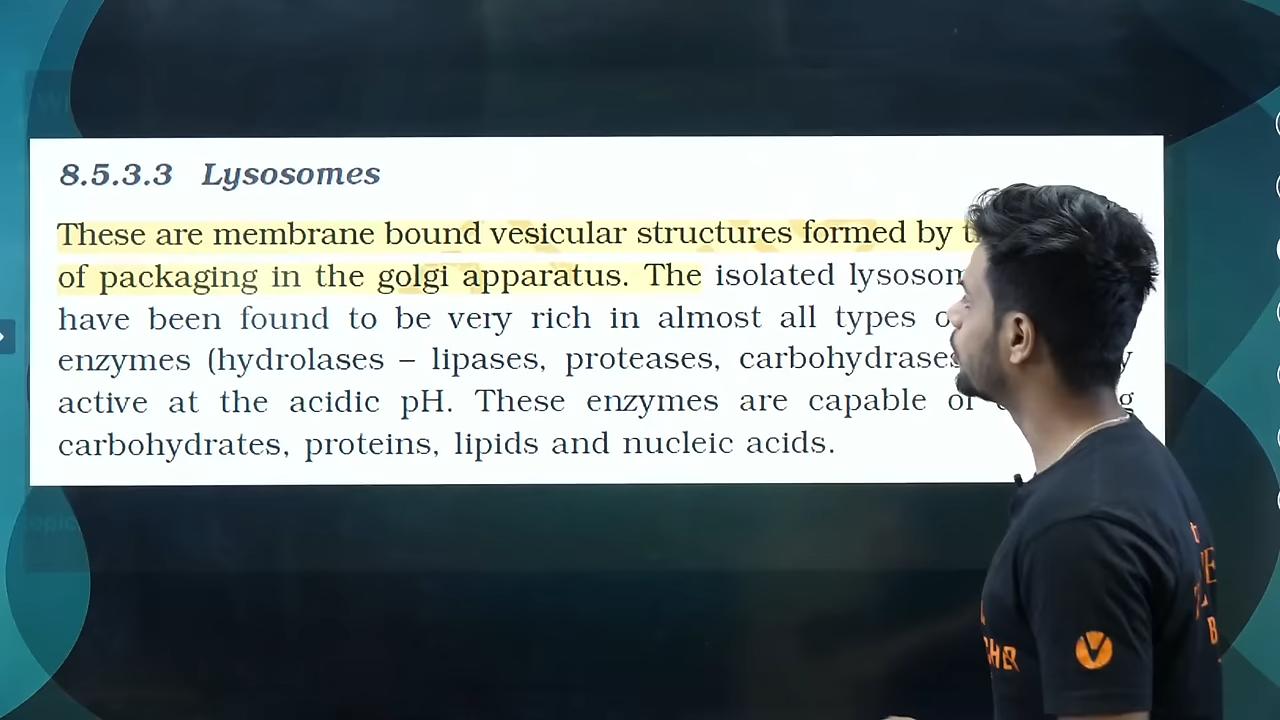 8.5.3.3 Lysosomes
These are membrane bound vesicular structures formed by
of packaging in the golgi apparatus. The isolated
have been found to be very rich in almost all types
enzymes (hydrolases – lipases, proteases, carbohydrases
active at the acidic pH. These enzymes are capable of
carbohydrates, proteins, lipids and nucleic acids.